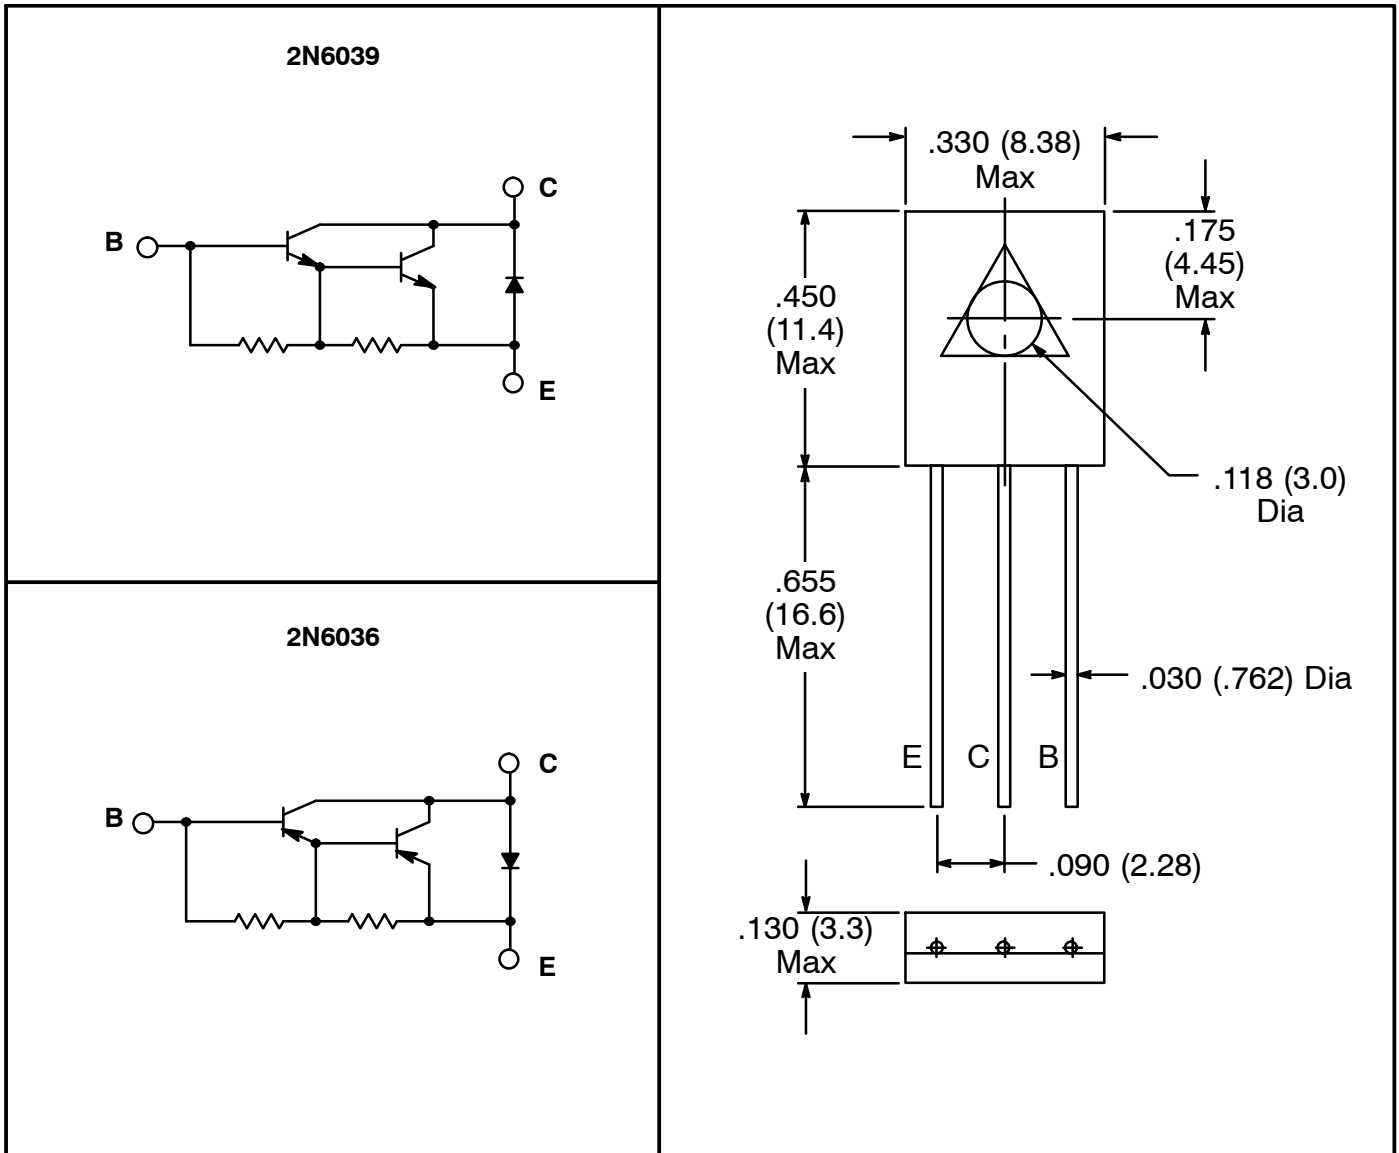 2N6039
C
B
E
2N6036
C
B
E
.330 (8.38)
Max
.175
(4.45)
Max
.450
(11.4)
Max
.118 (3.0)
Dia
.655
(16.6)
Max
.030 (.762) Dia
E C B
.090 (2.28)
.130 (3.3)
Max